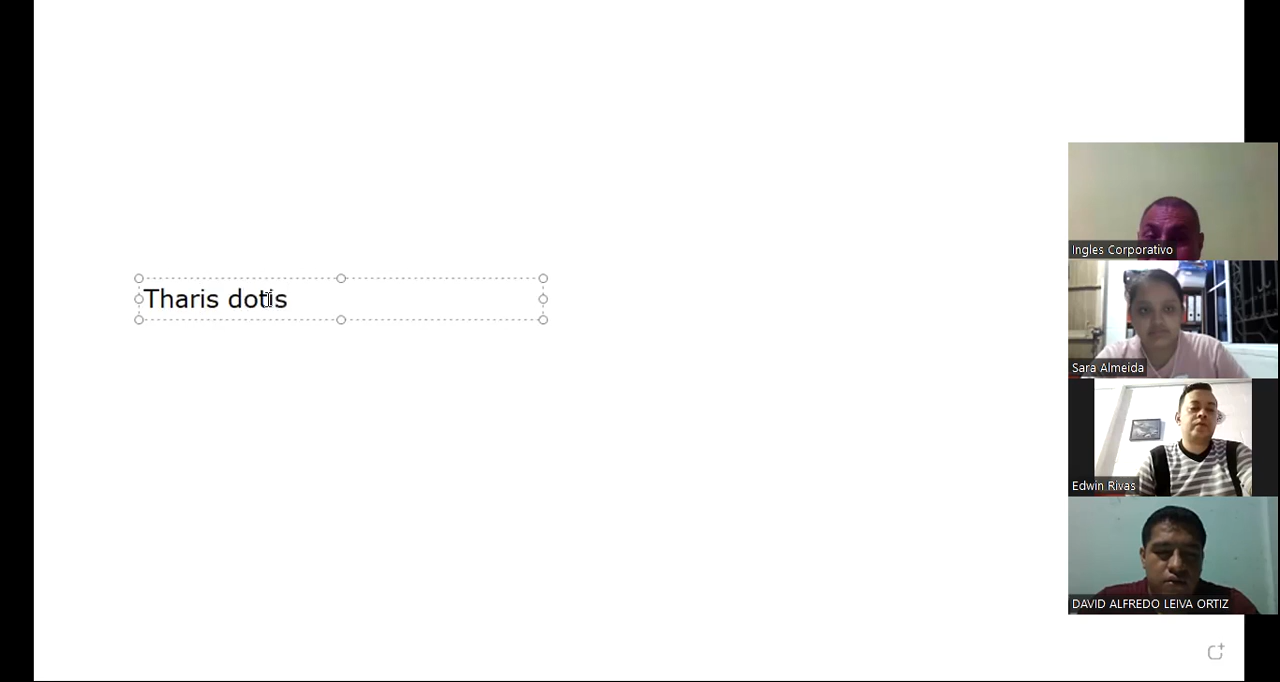 Tharis dotis
Ingles Corporativo
Sara Almeida
Edwin Rivas
DAVID ALFREDO LEIVA ORTIZ